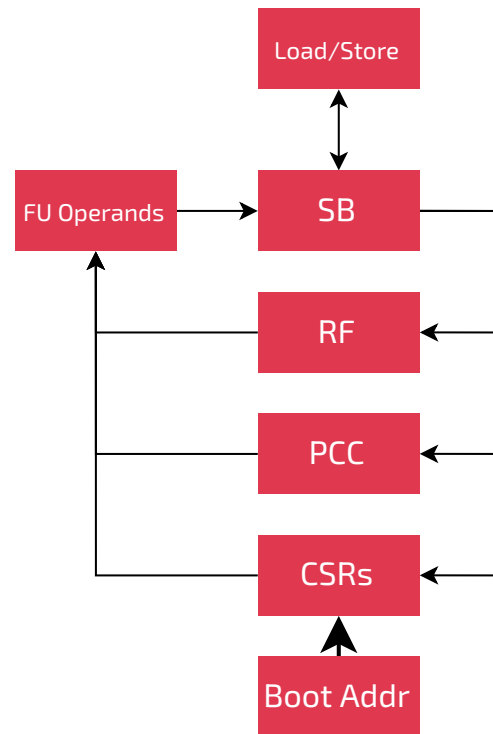 Load/Store
FU Operands
SB
RF
PCC
CSRs
Boot Addr